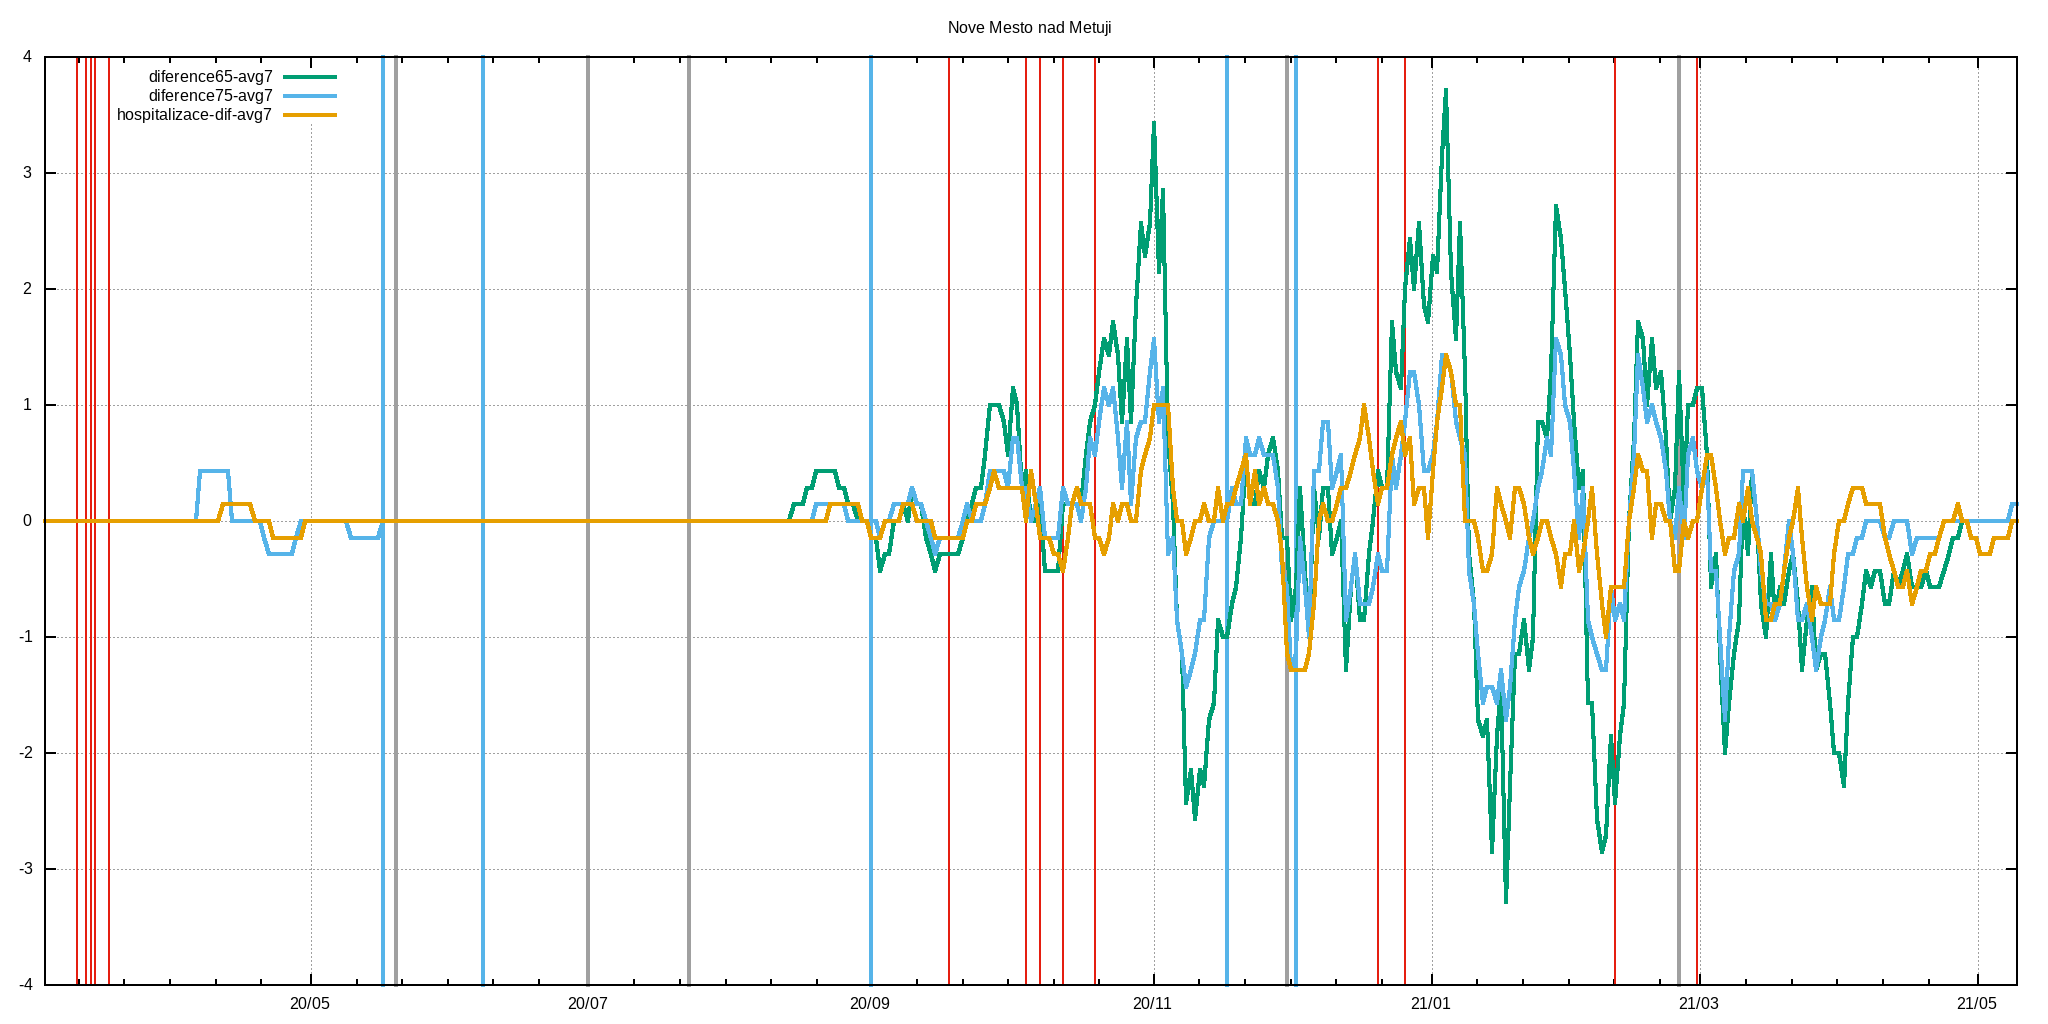 Nove Mesto nad Metuji
4
3
2
1
0
-1
-2
-3
-4
diference65-avg7
diference75-avg7
hospitalizace-dif-avg7
20/05 20/07 20/09 20/11 21/01 21/03 21/05